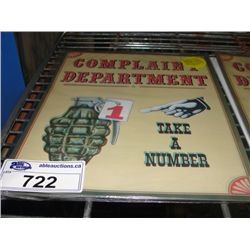 COMPLAINT
DEPARTMENT
1
TAKE
A
NUMBER
ableauctions.ca
722